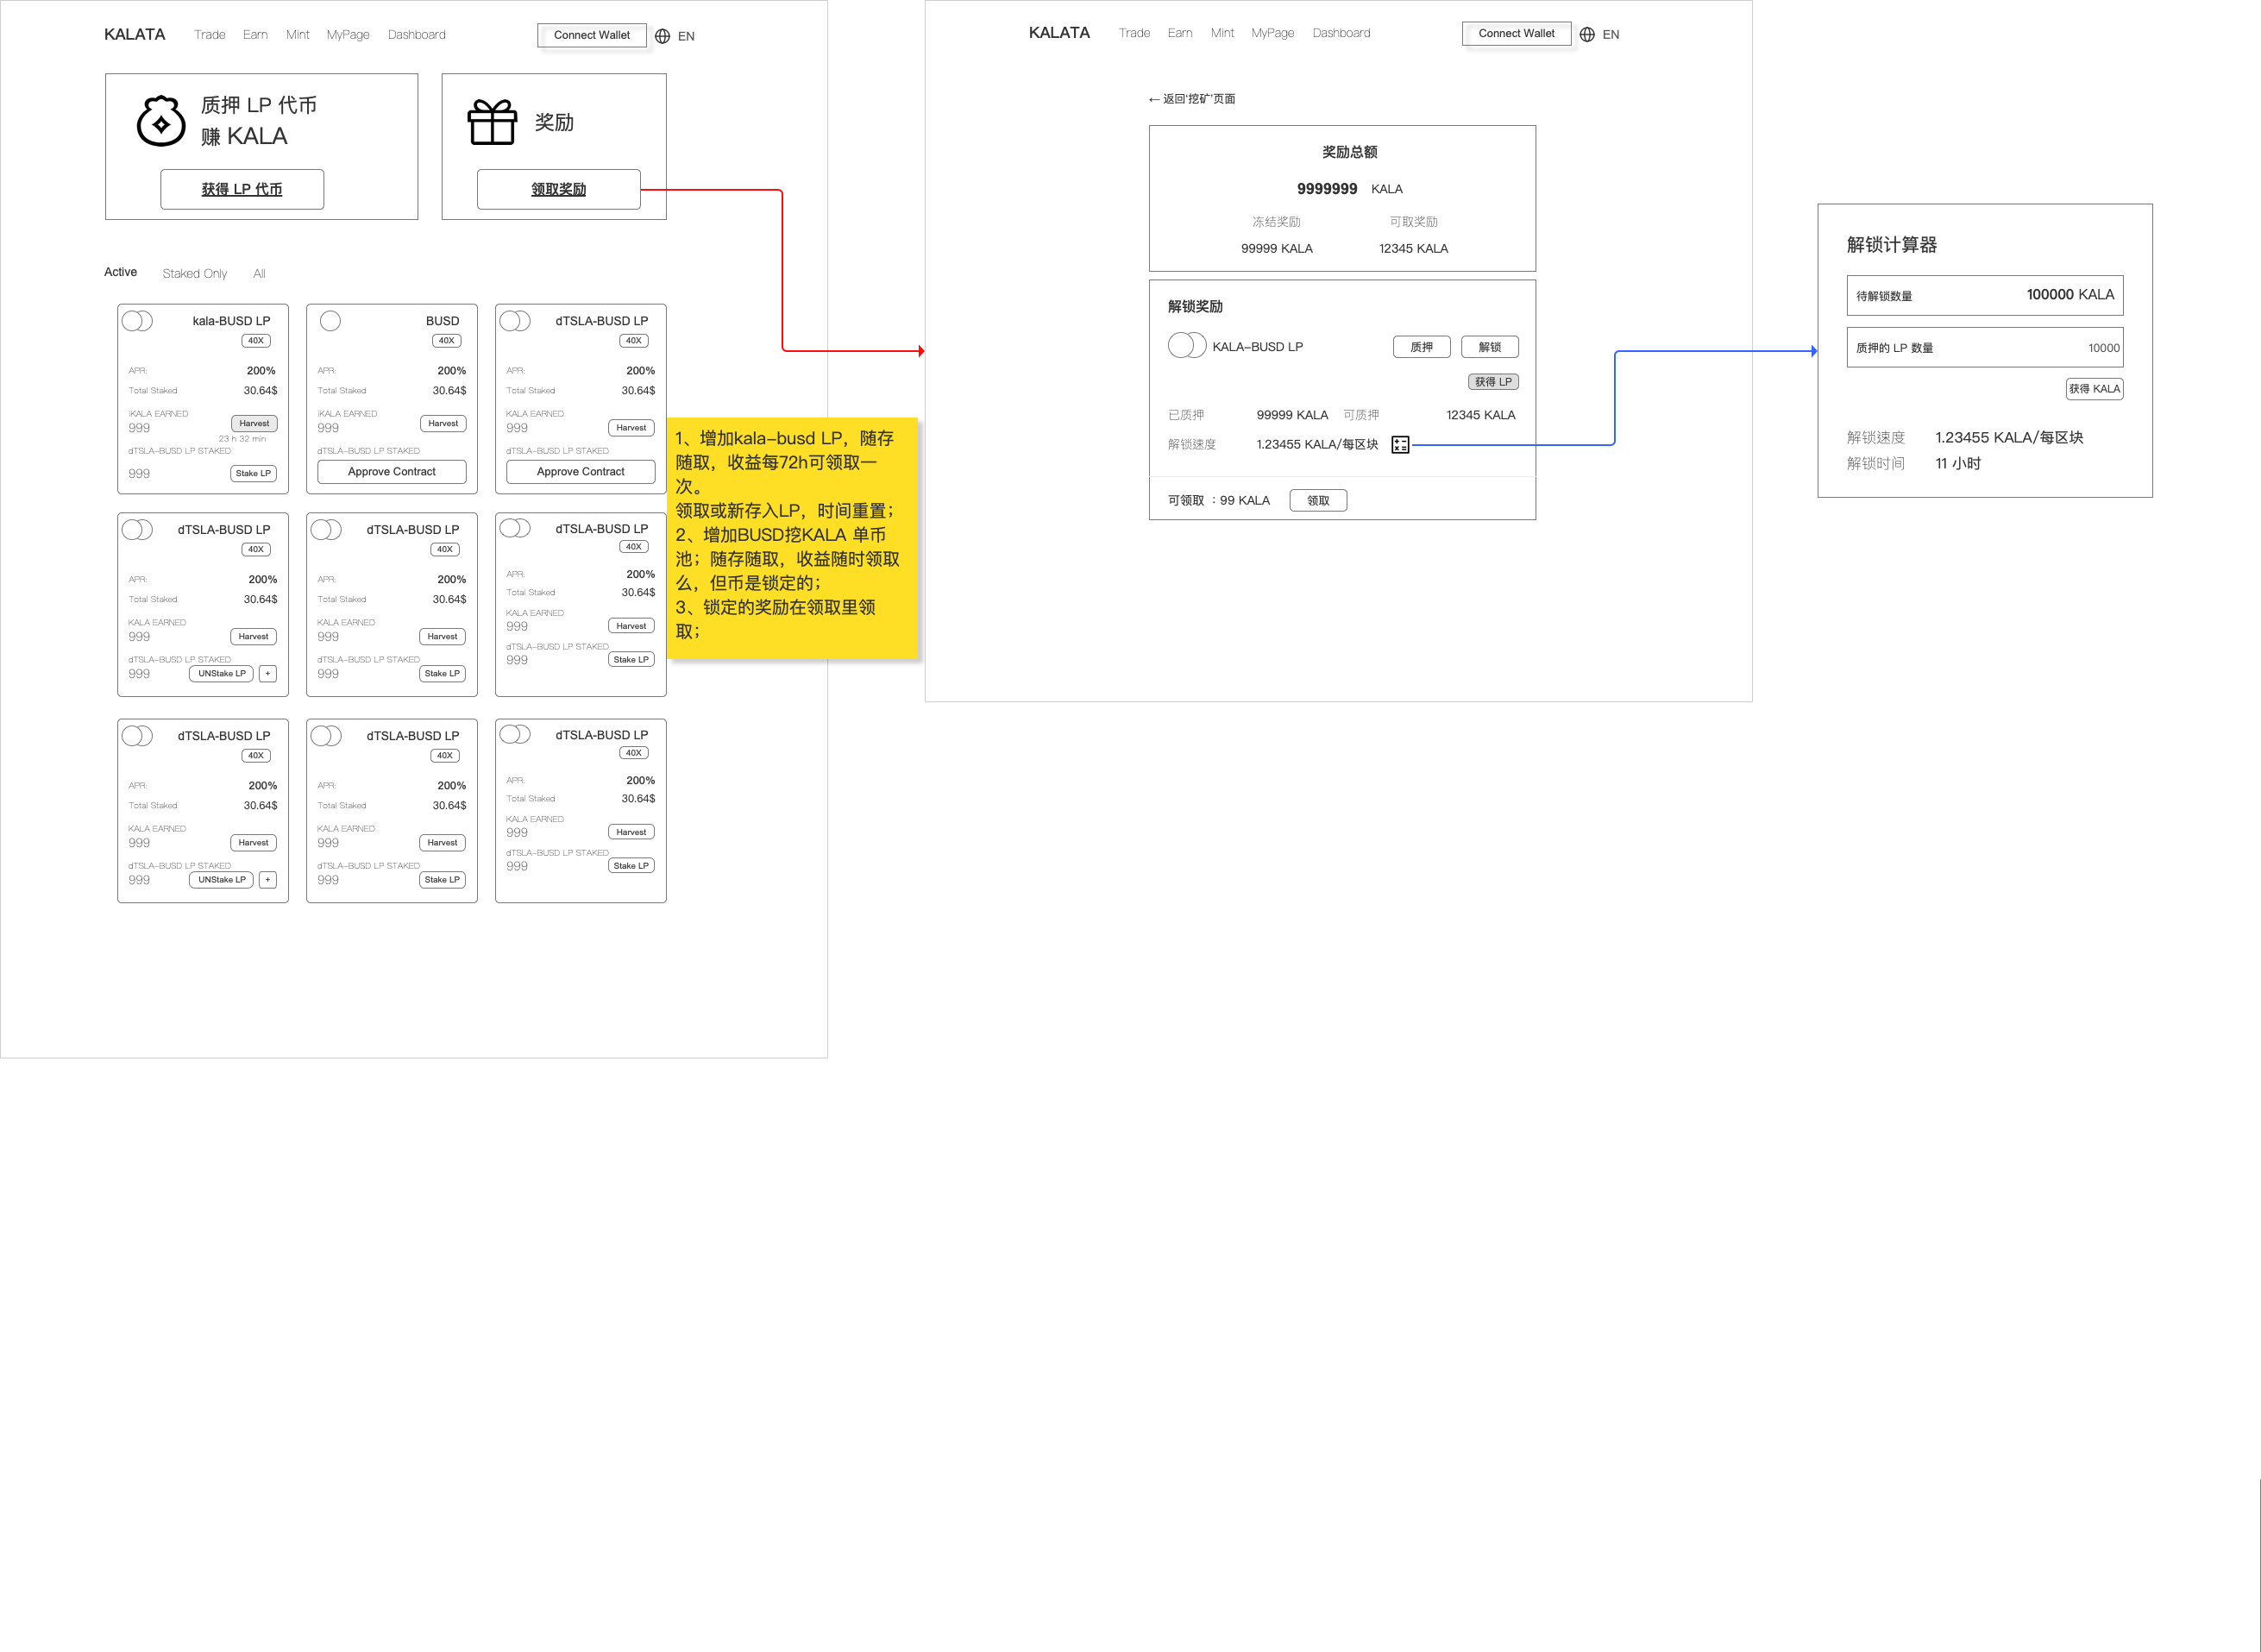 KALATA Trade Earn Mint MyPage Dashboard Connect Wallet EN
质押 LP 代币
赚 KALA
获得 LP 代币
奖励
领取奖励
Active Staked Only All
kala-BUSD LP
40X
APR: 200%
Total Staked 30.64$
iKALA EARNED
999 Harvest
23 h 32 min
dTSLA-BUSD LP STAKED
999 Stake LP
BUSD
40X
APR: 200%
Total Staked 30.64$
iKALA EARNED
999 Harvest
dTSLA-BUSD LP STAKED
Approve Contract
dTSLA-BUSD LP
40X
APR: 200%
Total Staked 30.64$
KALA EARNED
999 Harvest
dTSLA-BUSD LP STAKED
Approve Contract
dTSLA-BUSD LP
40X
APR: 200%
Total Staked 30.64$
KALA EARNED
999 Harvest
dTSLA-BUSD LP STAKED
999 UNStake LP +
dTSLA-BUSD LP
40X
APR: 200%
Total Staked 30.64$
KALA EARNED
999 Harvest
dTSLA-BUSD LP STAKED
999 Stake LP
dTSLA-BUSD LP
40X
APR: 200%
Total Staked 30.64$
KALA EARNED
999 Harvest
dTSLA-BUSD LP STAKED
999 Stake LP
dTSLA-BUSD LP
40X
APR: 200%
Total Staked 30.64$
KALA EARNED
999 Harvest
dTSLA-BUSD LP STAKED
999 UNStake LP +
dTSLA-BUSD LP
40X
APR: 200%
Total Staked 30.64$
KALA EARNED
999 Harvest
dTSLA-BUSD LP STAKED
999 Stake LP
dTSLA-BUSD LP
40X
APR: 200%
Total Staked 30.64$
KALA EARNED
999 Harvest
dTSLA-BUSD LP STAKED
999 Stake LP
1、增加kala-busd LP，随存
随取，收益每72h可领取一
次。
领取或新存入LP，时间重置；
2、增加BUSD挖KALA 单币
池；随存随取，收益随时领取
么，但币是锁定的；
3、锁定的奖励在领取里领
取；
KALATA Trade Earn Mint MyPage Dashboard Connect Wallet EN
← 返回'挖矿'页面
奖励总额
9999999 KALA
冻结奖励 可取奖励
99999 KALA 12345 KALA
解锁奖励
KALA-BUSD LP 质押 解锁
获得 LP
已质押 99999 KALA 可质押 12345 KALA
解锁速度 1.23455 KALA/每区块
可领取 ：99 KALA 领取
解锁计算器
待解锁数量 100000 KALA
质押的 LP 数量 10000
获得 KALA
解锁速度 1.23455 KALA/每区块
解锁时间 11 小时